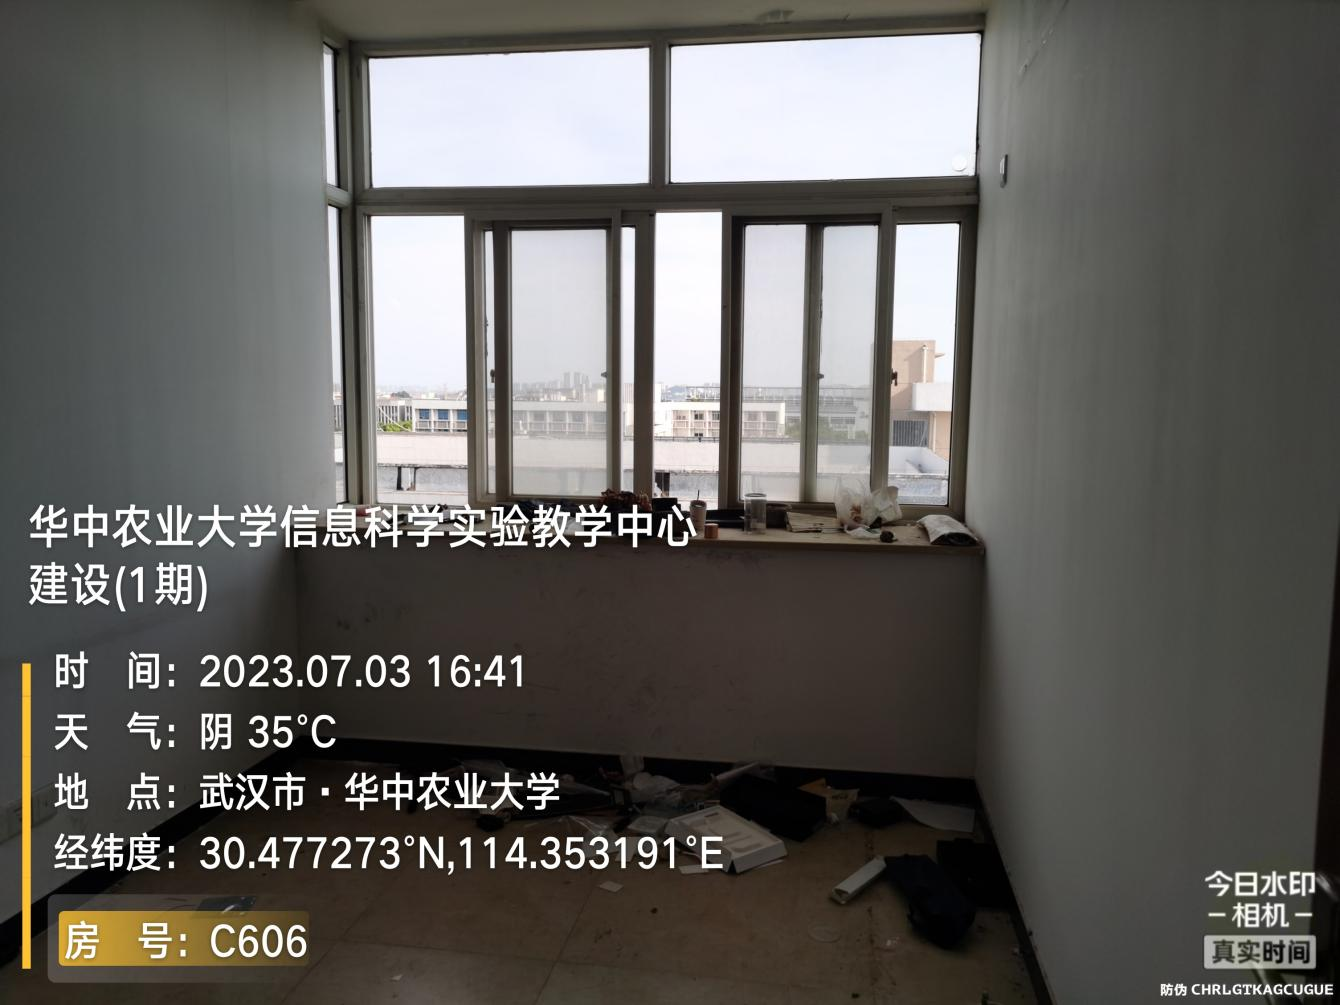 华中农业大学信息科学实验教学中心
建设(1期)
时 间: 2023.07.03 16:41
天 气: 阴 35°C
地 点: 武汉市·华中农业大学
经纬度: 30.477273°N,114.353191°E
房 号: C606
今日水印
-相机-
真实时间
防伪 CHRLGTKAGCUGUE